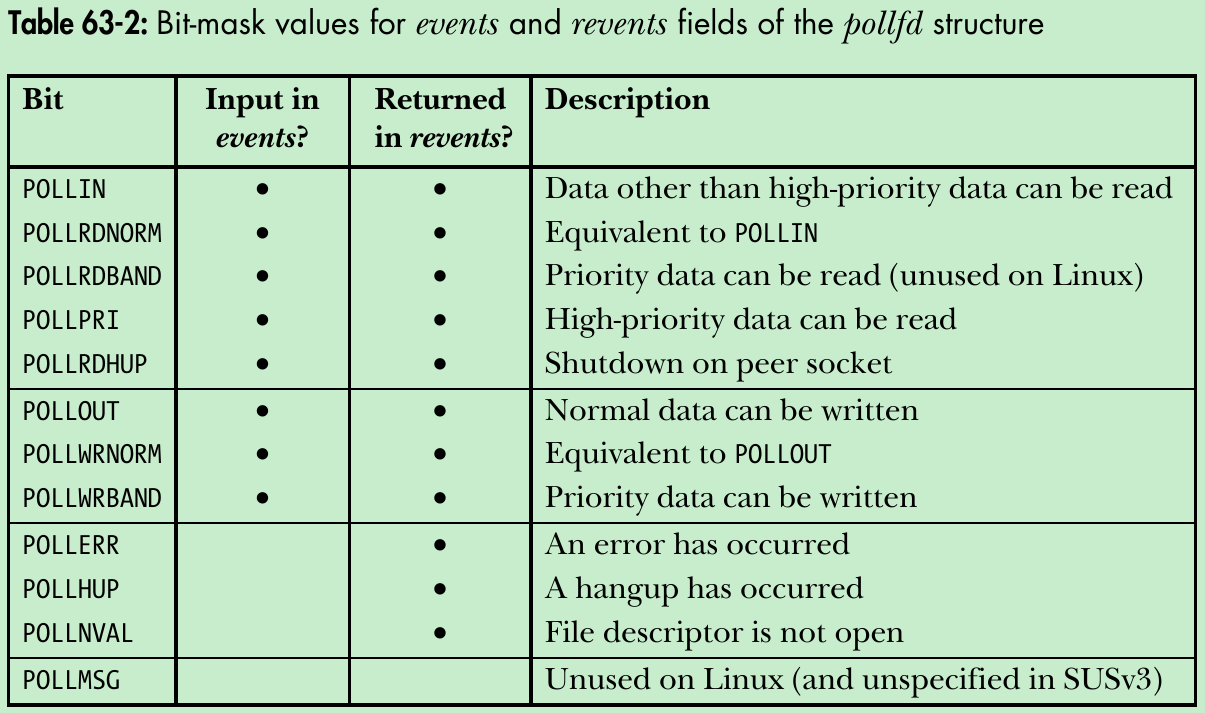 Table 63-2: Bit-mask values for events and revents fields of the pollfd structure
Bit Input in events? Returned in revents? Description
POLLIN • • Data other than high-priority data can be read
POLLRDNORM • • Equivalent to POLLIN
POLLRDBAND • • Priority data can be read (unused on Linux)
POLLPRI • • High-priority data can be read
POLLRDHUP • • Shutdown on peer socket
POLLOUT • • Normal data can be written
POLLWRNORM • • Equivalent to POLLOUT
POLLWRBAND • • Priority data can be written
POLLERR • An error has occurred
POLLHUP • A hangup has occurred
POLLNVAL • File descriptor is not open
POLLMSG Unused on Linux (and unspecified in SUSv3)